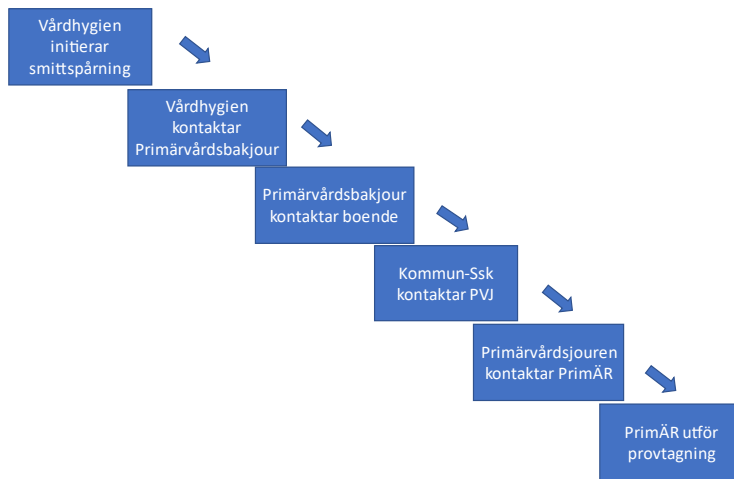 Vårdhygien
initierar
smittspårning
Vårdhygien
kontaktar
Primärvårdsbakjour
Primärvårdsbakjour
kontaktar boende
Kommun-Ssk
kontaktar PVJ
Primärvårdsjouren
kontaktar PrimÄR
PrimÄR utför
provtagning